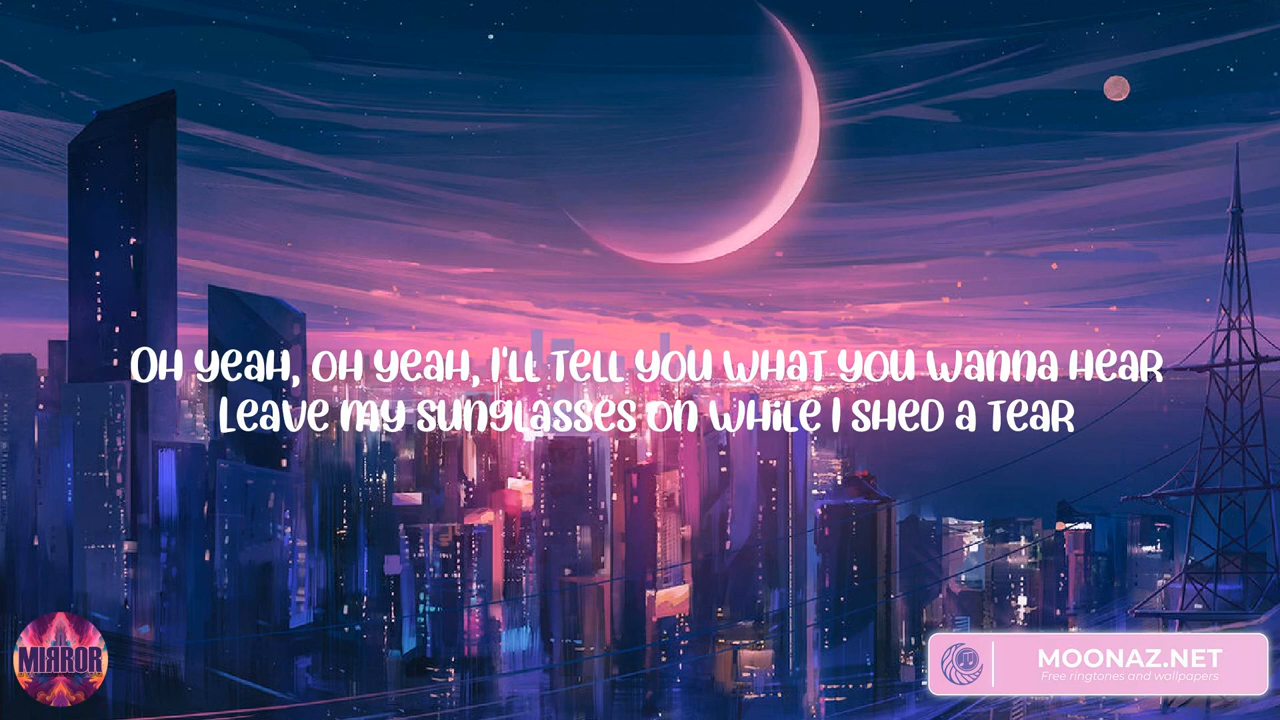 Oh yeah, oh yeah, I'll tell you what you wanna hear
Leave my sunglasses on while I shed a tear
MIRROR
MOONAZ.NET
Free ringtones and wallpapers